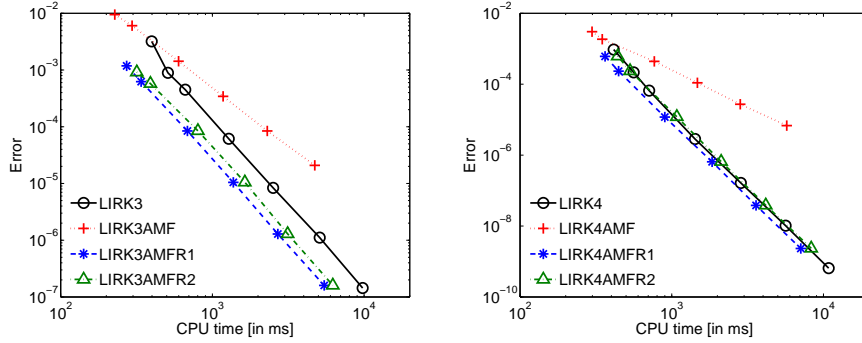 10^−2
10^−3
10^−4
10^−5
10^−6
10^−7
Error
LIRK3
LIRK3AMF
LIRK3AMFR1
LIRK3AMFR2
10^2
10^3
10^4
CPU time [in ms]
10^−2
10^−4
10^−6
10^−8
10^−10
Error
LIRK4
LIRK4AMF
LIRK4AMFR1
LIRK4AMFR2
10^2
10^3
10^4
CPU time [in ms]